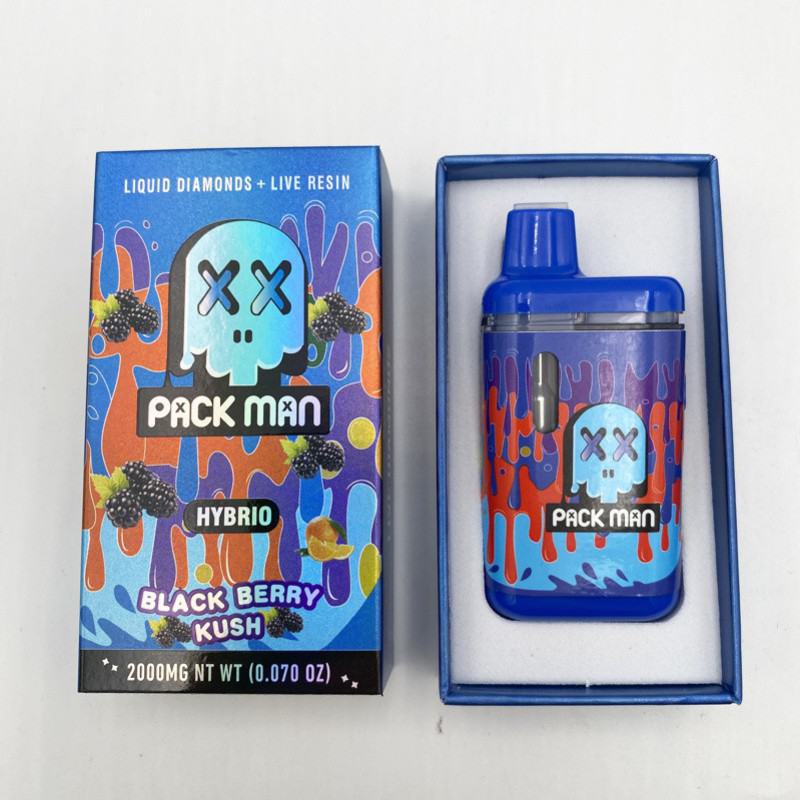 LIQUID DIAMONDS + LIVE RESIN
PACK MAN
HYBRIO
BLACK BERRY
KUSH
2000MG NT WT (0.070 OZ)
PACK MAN